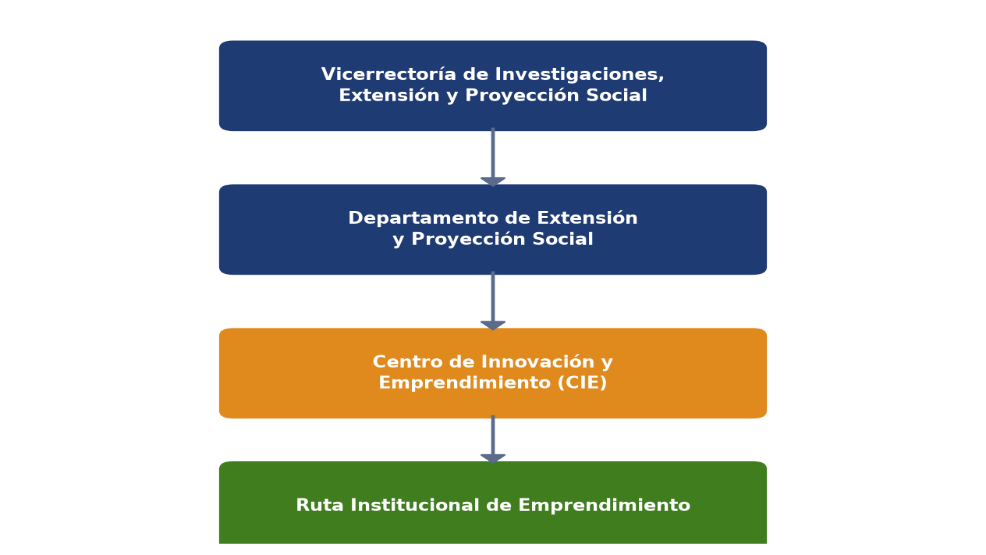 Vicerrectoría de Investigaciones,
Extensión y Proyección Social
Departamento de Extensión
y Proyección Social
Centro de Innovación y
Emprendimiento (CIE)
Ruta Institucional de Emprendimiento